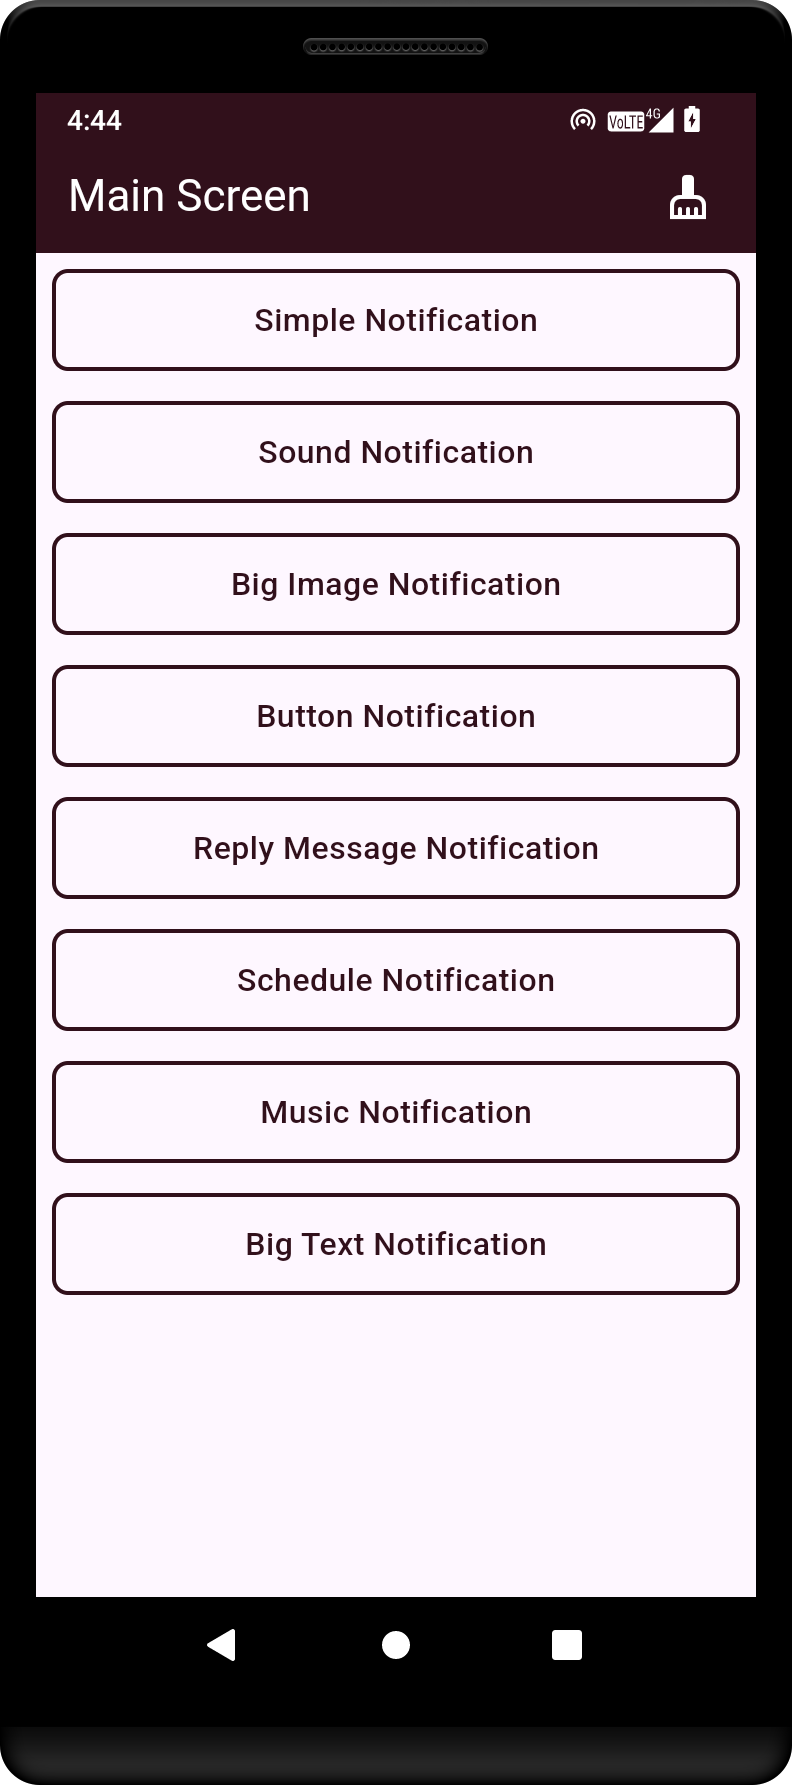 4:44
VoLTE 4G
Main Screen
Simple Notification
Sound Notification
Big Image Notification
Button Notification
Reply Message Notification
Schedule Notification
Music Notification
Big Text Notification